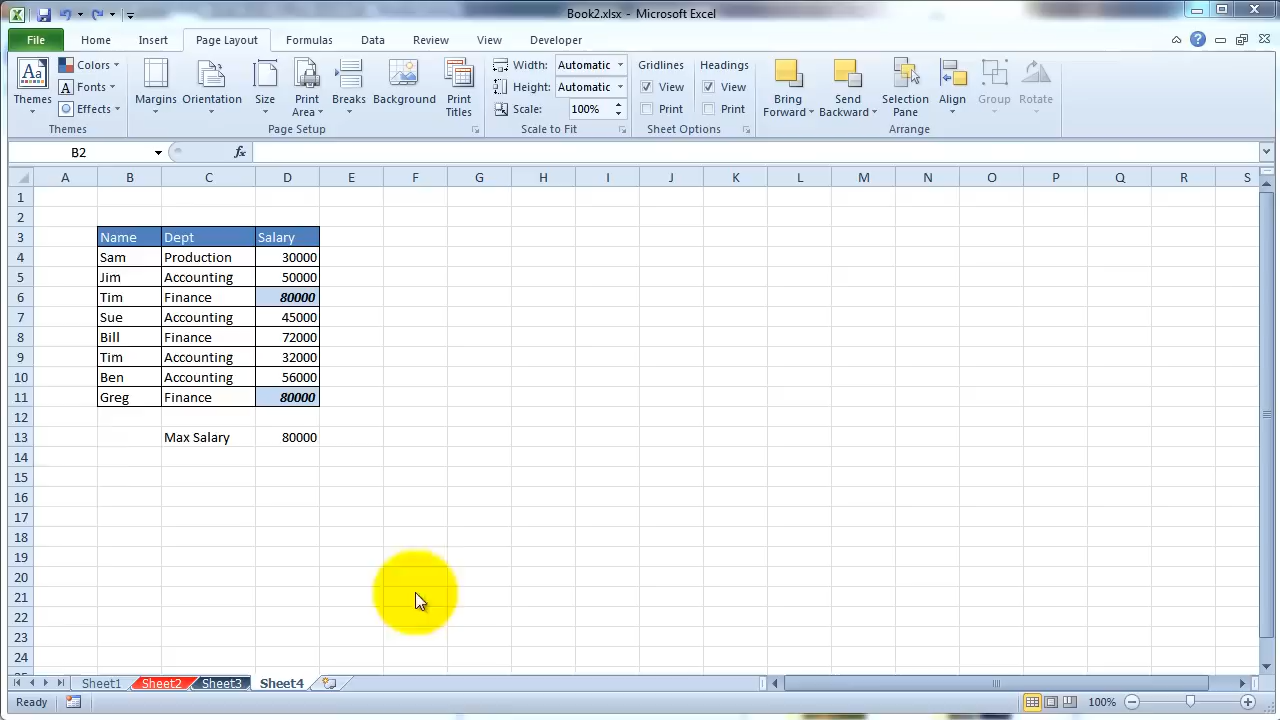 Book2.xlsx - Microsoft Excel
File Home Insert Page Layout Formulas Data Review View Developer
Themes
Colors
Fonts
Effects
Themes
Margins
Orientation
Size
Print Area
Breaks
Background
Print Titles
Page Setup
Width: Automatic
Height: Automatic
Scale: 100%
Scale to Fit
Gridlines
View
Print
Headings
View
Print
Sheet Options
Bring Forward
Send Backward
Selection Pane
Align
Group
Rotate
Arrange
B2 fx
A B C D E F G H I J K L M N O P Q R S
1
2
3 Name Dept Salary
4 Sam Production 30000
5 Jim Accounting 50000
6 Tim Finance 80000
7 Sue Accounting 45000
8 Bill Finance 72000
9 Tim Accounting 32000
10 Ben Accounting 56000
11 Greg Finance 80000
12
13 Max Salary 80000
14
15
16
17
18
19
20
21
22
23
24
Sheet1 Sheet2 Sheet3 Sheet4
Ready 100%